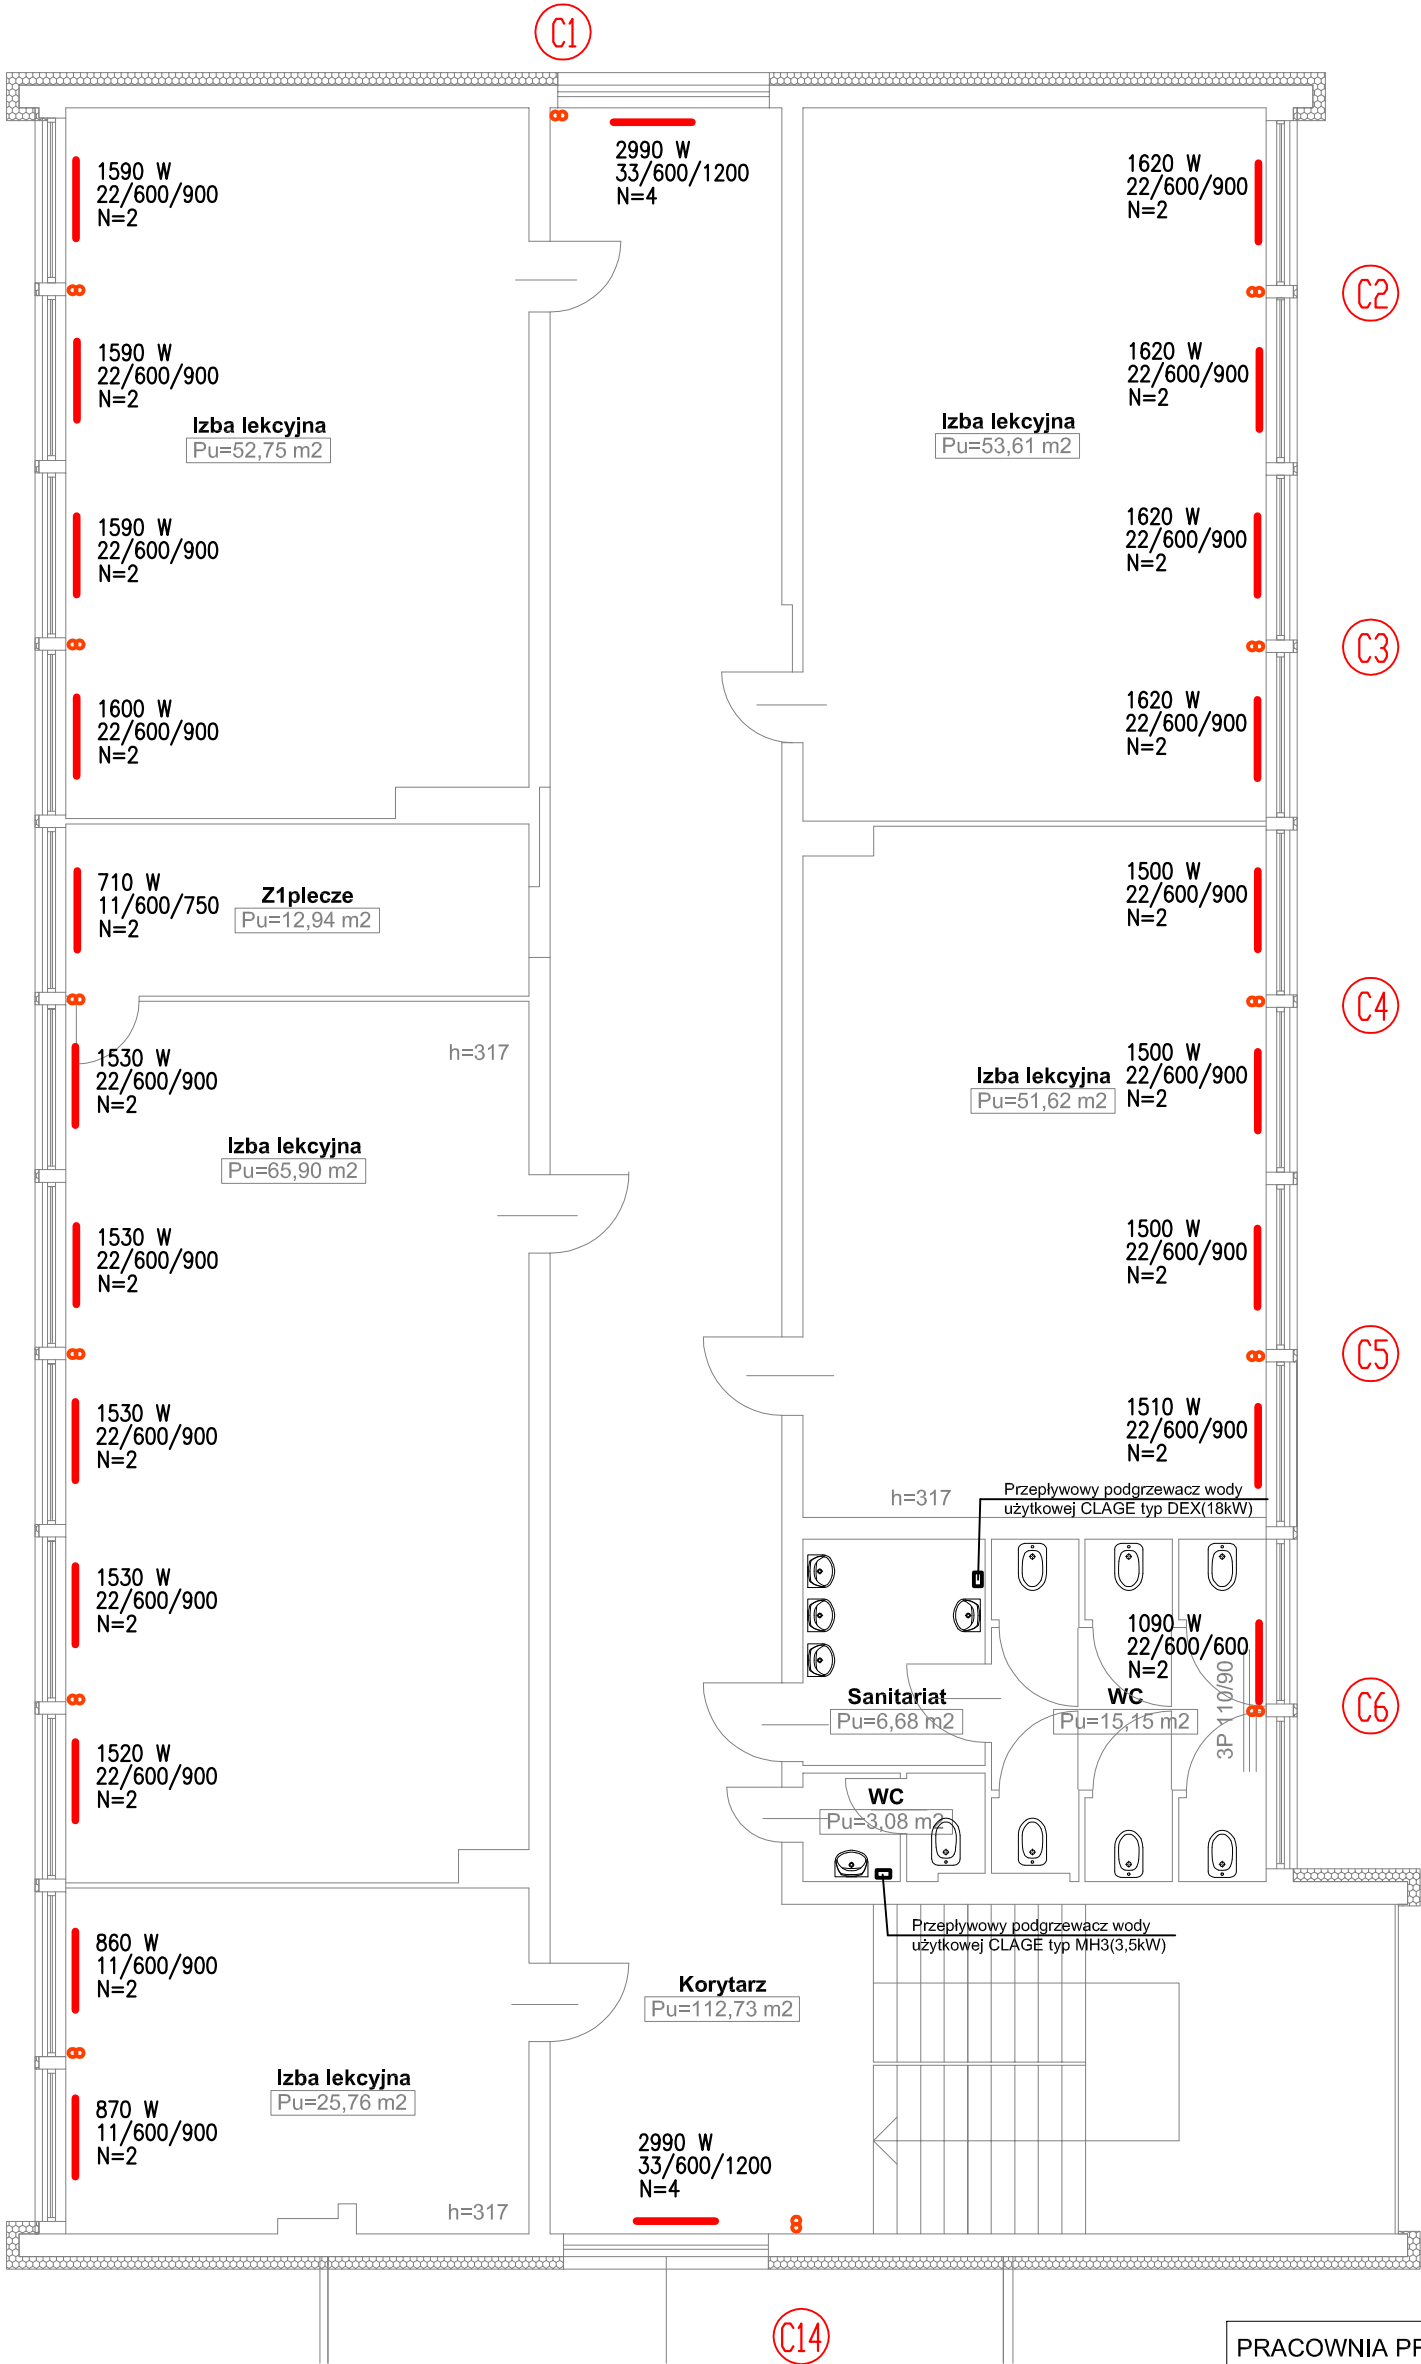 C1
2990 W
33/600/1200
N=4
1590 W
22/600/900
N=2
1620 W
22/600/900
N=2
C2
1590 W
22/600/900
N=2
1620 W
22/600/900
N=2
Izba lekcyjna
Pu=52,75 m2
Izba lekcyjna
Pu=53,61 m2
1590 W
22/600/900
N=2
1620 W
22/600/900
N=2
C3
1600 W
22/600/900
N=2
1620 W
22/600/900
N=2
710 W
11/600/750
N=2
Z1plecze
Pu=12,94 m2
1500 W
22/600/900
N=2
C4
1530 W
22/600/900
N=2
h=317
Izba lekcyjna
Pu=51,62 m2
1500 W
22/600/900
N=2
Izba lekcyjna
Pu=65,90 m2
1530 W
22/600/900
N=2
1500 W
22/600/900
N=2
C5
1530 W
22/600/900
N=2
1510 W
22/600/900
N=2
h=317
Przepływowy podgrzewacz wody
użytkowej CLAGE typ DEX(18kW)
1530 W
22/600/900
N=2
1090 W
22/600/600
N=2
Sanitariat
Pu=6,68 m2
WC
Pu=15,15 m2
3P 110/90
C6
1520 W
22/600/900
N=2
WC
Pu=3,08 m2
860 W
11/600/900
N=2
Przepływowy podgrzewacz wody
użytkowej CLAGE typ MH3(3,5kW)
Korytarz
Pu=112,73 m2
Izba lekcyjna
Pu=25,76 m2
870 W
11/600/900
N=2
2990 W
33/600/1200
N=4
h=317
C14
PRACOWNIA